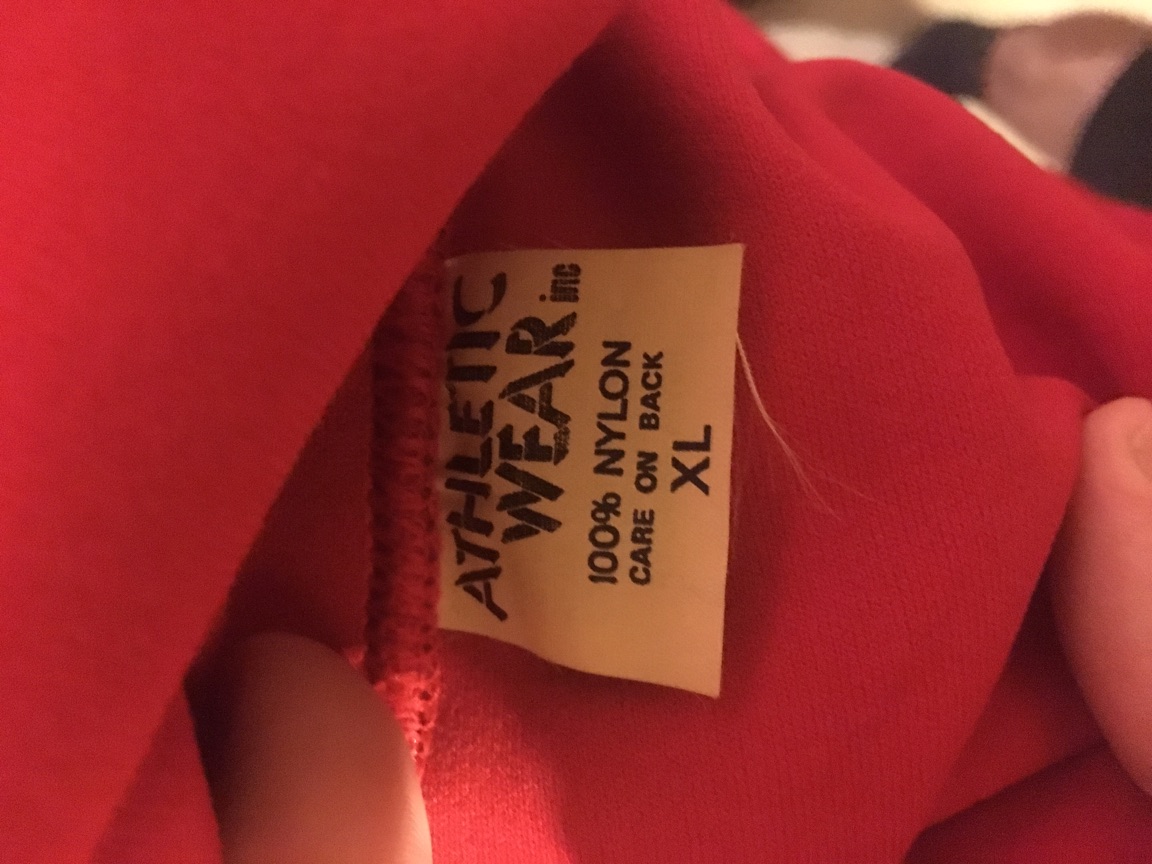 ATHLETIC
WEAR inc
100% NYLON
CARE ON BACK
XL